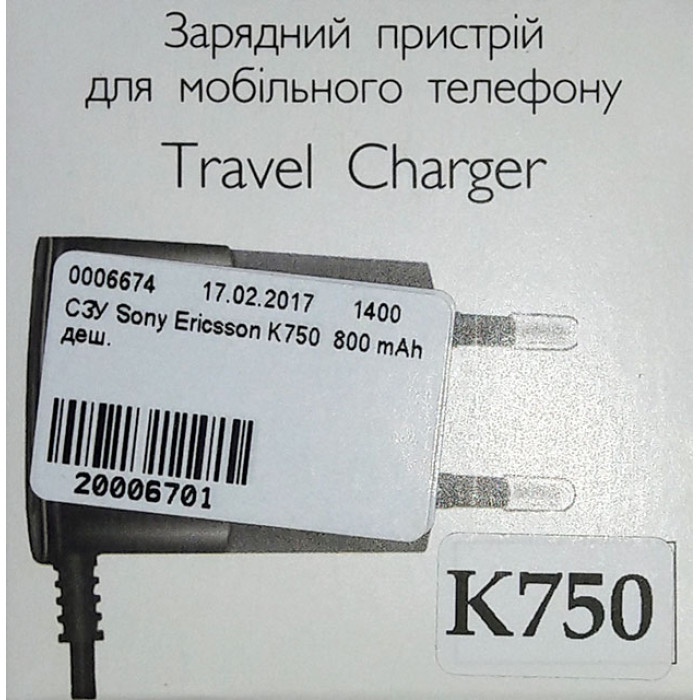 Зарядний пристрій
для мобільного телефону
Travel Charger
0006674 17.02.2017 1400
СЗУ Sony Ericsson K750 800 mAh
деш.
20006701
K750